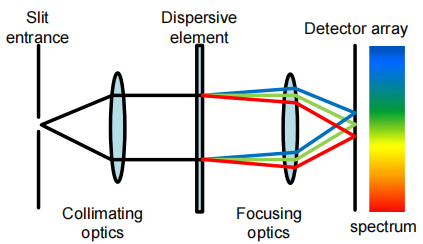 Slit
entrance
Dispersive
element
Detector array
Collimating
optics
Focusing
optics
spectrum